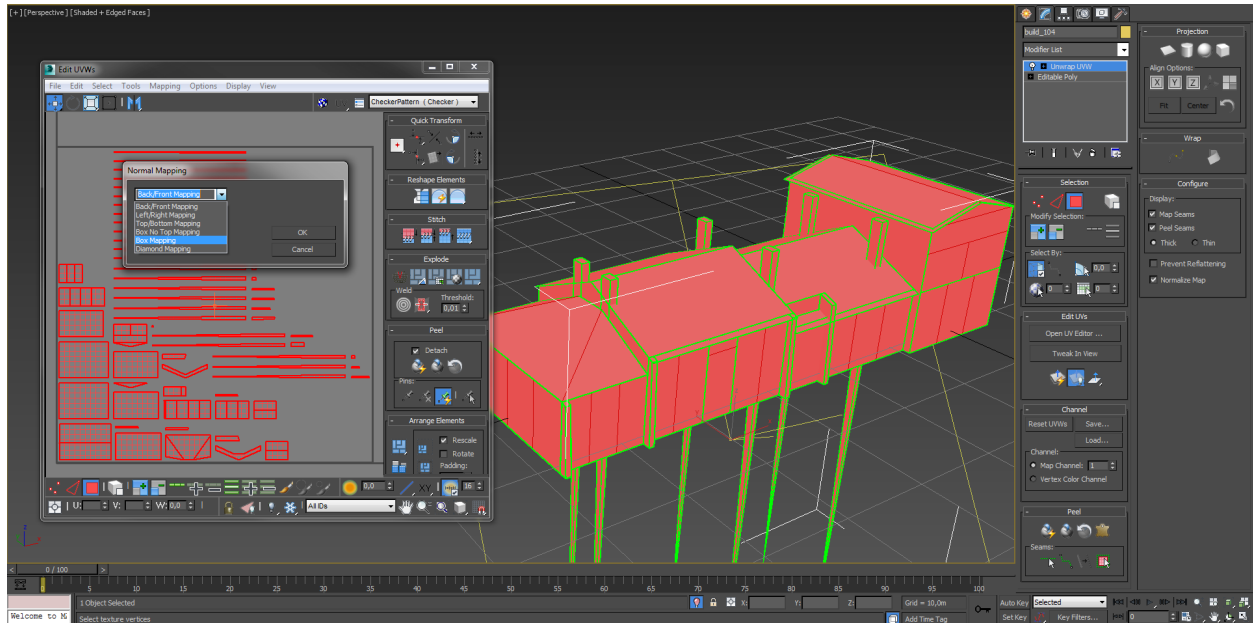 [+][Perspective][Shaded + Edged Faces]
Edit UVWs
File Edit Select Tools Mapping Options Display View
CheckerPattern ( Checker )
Normal Mapping
Back/Front Mapping
Back/Front Mapping
Left/Right Mapping
Top/Bottom Mapping
Box No Top Mapping
Box Mapping
Diamond Mapping
OK
Cancel
Quick Transform
Reshape Elements
Stitch
Explode
Weld
Threshold:
0,01
Peel
Detach
Pins:
Arrange Elements
Rescale
Rotate
Padding:
0,0
XY
16
U: V: W: 0,0
All IDs
build_104
Modifier List
Unwrap UVW
Editable Poly
Selection
Modify Selection:
Select By:
0,0
0
0
Edit UVs
Open UV Editor ...
Tweak In View
Channel
Reset UVWs Save...
Load...
Channel:
Map Channel: 1
Vertex Color Channel
Peel
Seams:
Projection
Align Options:
X Y Z
Fit Center
Wrap
Configure
Display:
Map Seams
Peel Seams
Thick Thin
Prevent Reflattening
Normalize Map
z
x
< 0 / 100 >
0 5 10 15 20 25 30 35 40 45 50 55 60 65 70 75 80 85 90 95 100
1 Object Selected
X: Y: Z:
Grid = 10,0m
Auto Key Selected
Welcome to M
Select texture vertices
Add Time Tag
Set Key Key Filters...
0